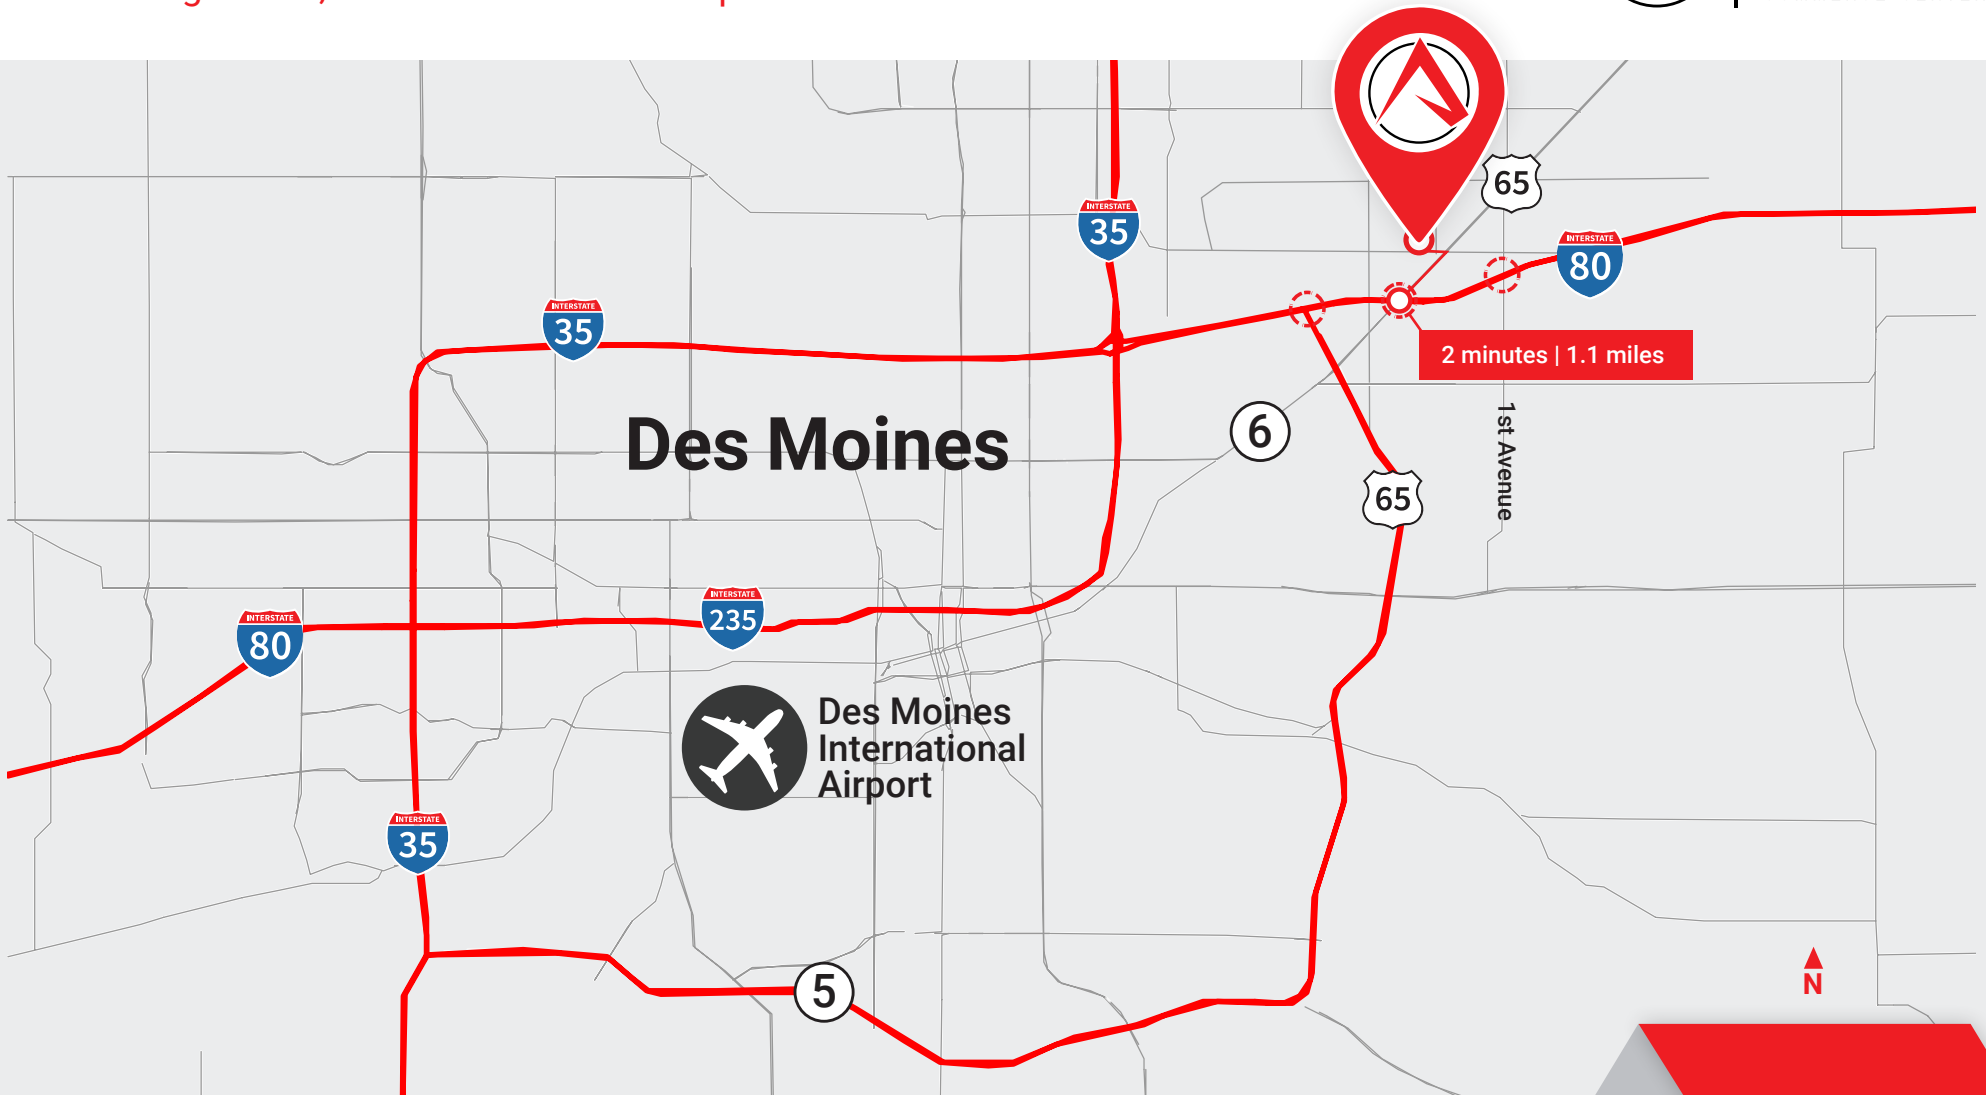 65
INTERSTATE
35
INTERSTATE
80
INTERSTATE
35
2 minutes | 1.1 miles
Des Moines
6
1st Avenue
65
INTERSTATE
235
INTERSTATE
80
Des Moines
International
Airport
INTERSTATE
35
5
N